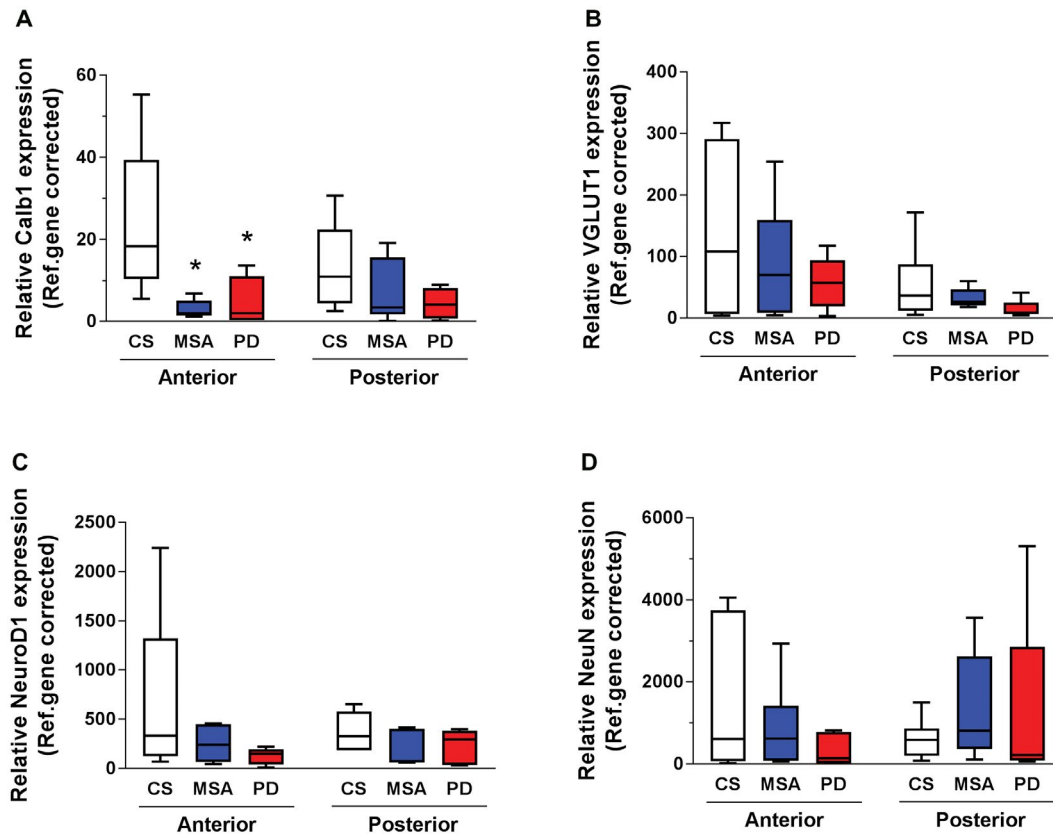 A
Relative Calb1 expression
(Ref.gene corrected)
60
40
20
0
*
*
CS MSA PD CS MSA PD
Anterior Posterior
B
Relative VGLUT1 expression
(Ref.gene corrected)
400
300
200
100
0
CS MSA PD CS MSA PD
Anterior Posterior
C
Relative NeuroD1 expression
(Ref.gene corrected)
2500
2000
1500
1000
500
0
CS MSA PD CS MSA PD
Anterior Posterior
D
Relative NeuN expression
(Ref.gene corrected)
6000
4000
2000
0
CS MSA PD CS MSA PD
Anterior Posterior